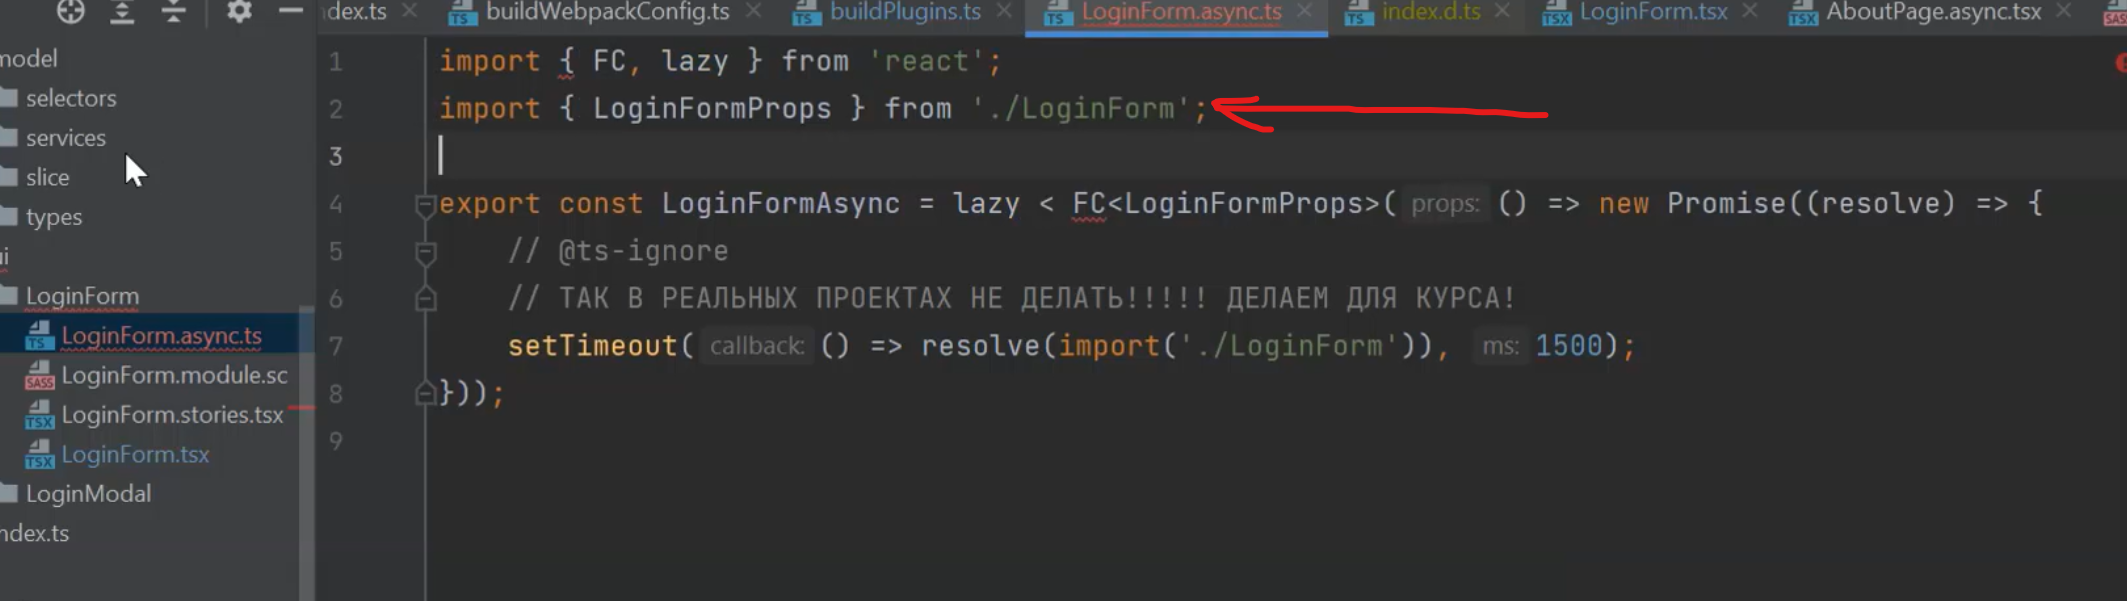 dex.ts
buildWebpackConfig.ts
buildPlugins.ts
LoginForm.async.ts
index.d.ts
LoginForm.tsx
AboutPage.async.tsx
model
selectors
services
slice
types
ui
LoginForm
LoginForm.async.ts
LoginForm.module.sc
LoginForm.stories.tsx
LoginForm.tsx
LoginModal
ndex.ts
1 import { FC, lazy } from 'react';
2 import { LoginFormProps } from './LoginForm';
3
4 export const LoginFormAsync = lazy < FC<LoginFormProps>( props: () => new Promise((resolve) => {
5 // @ts-ignore
6 // ТАК В РЕАЛЬНЫХ ПРОЕКТАХ НЕ ДЕЛАТЬ!!!!! ДЕЛАЕМ ДЛЯ КУРСА!
7 setTimeout( callback: () => resolve(import('./LoginForm')), ms: 1500);
8 }));
9